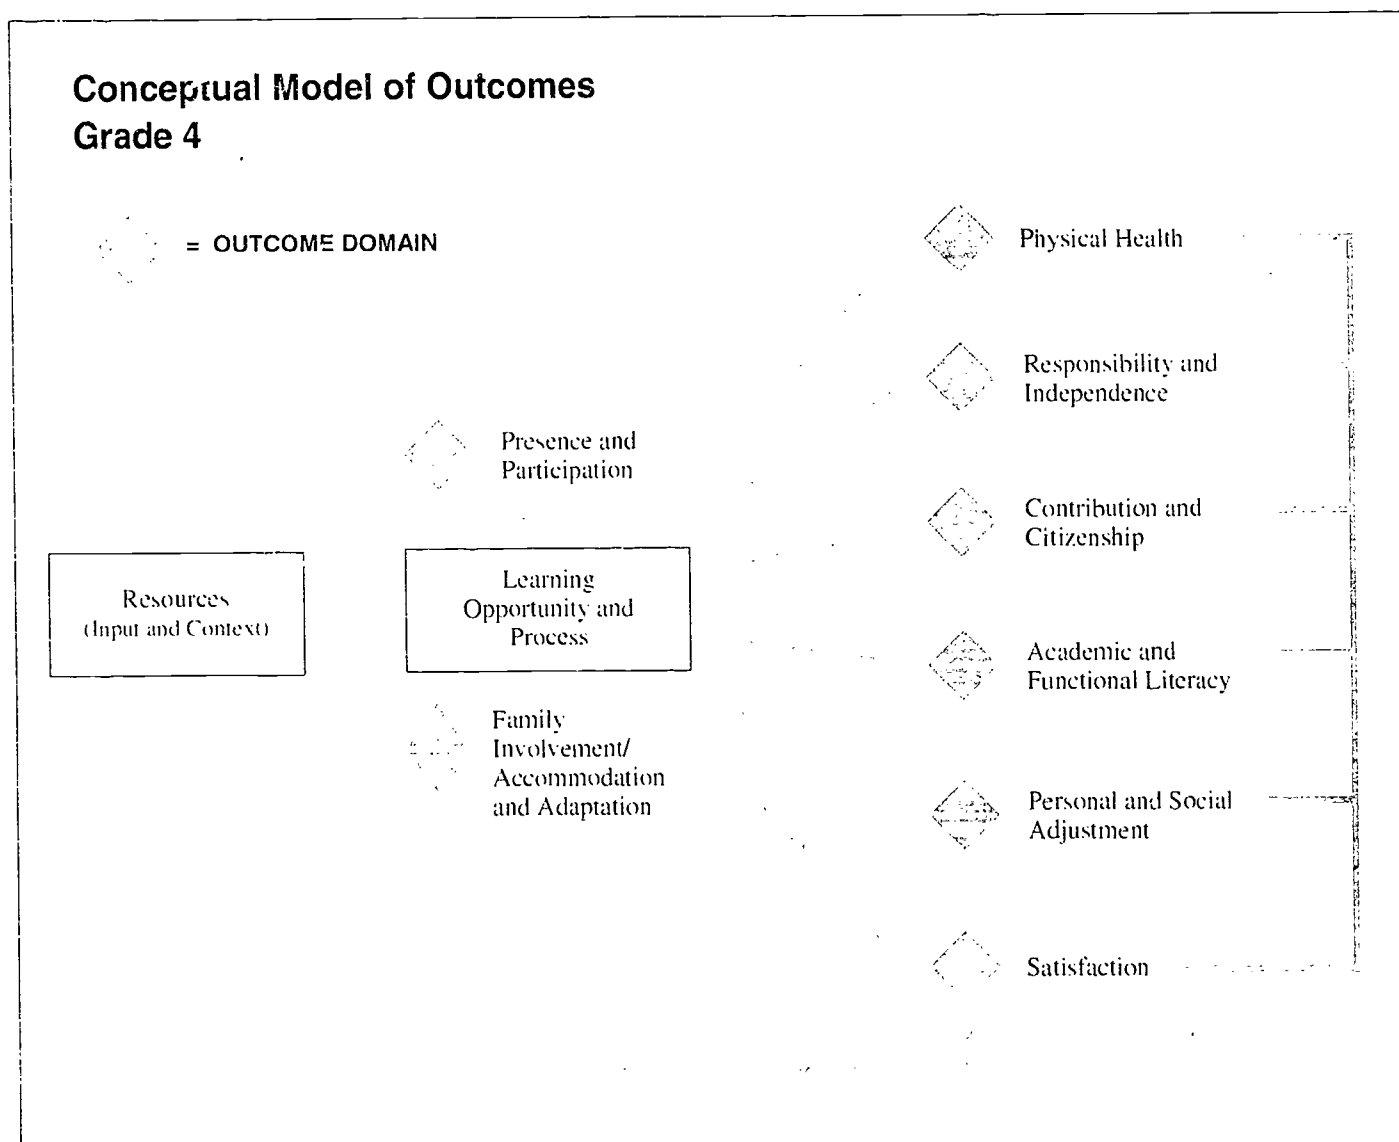 Conceptual Model of Outcomes
Grade 4
= OUTCOME DOMAIN
Physical Health
Responsibility and
Independence
Presence and
Participation
Contribution and
Citizenship
Resources
(Input and Context)
Learning
Opportunity and
Process
Academic and
Functional Literacy
Family
Involvement/
Accommodation
and Adaptation
Personal and Social
Adjustment
Satisfaction